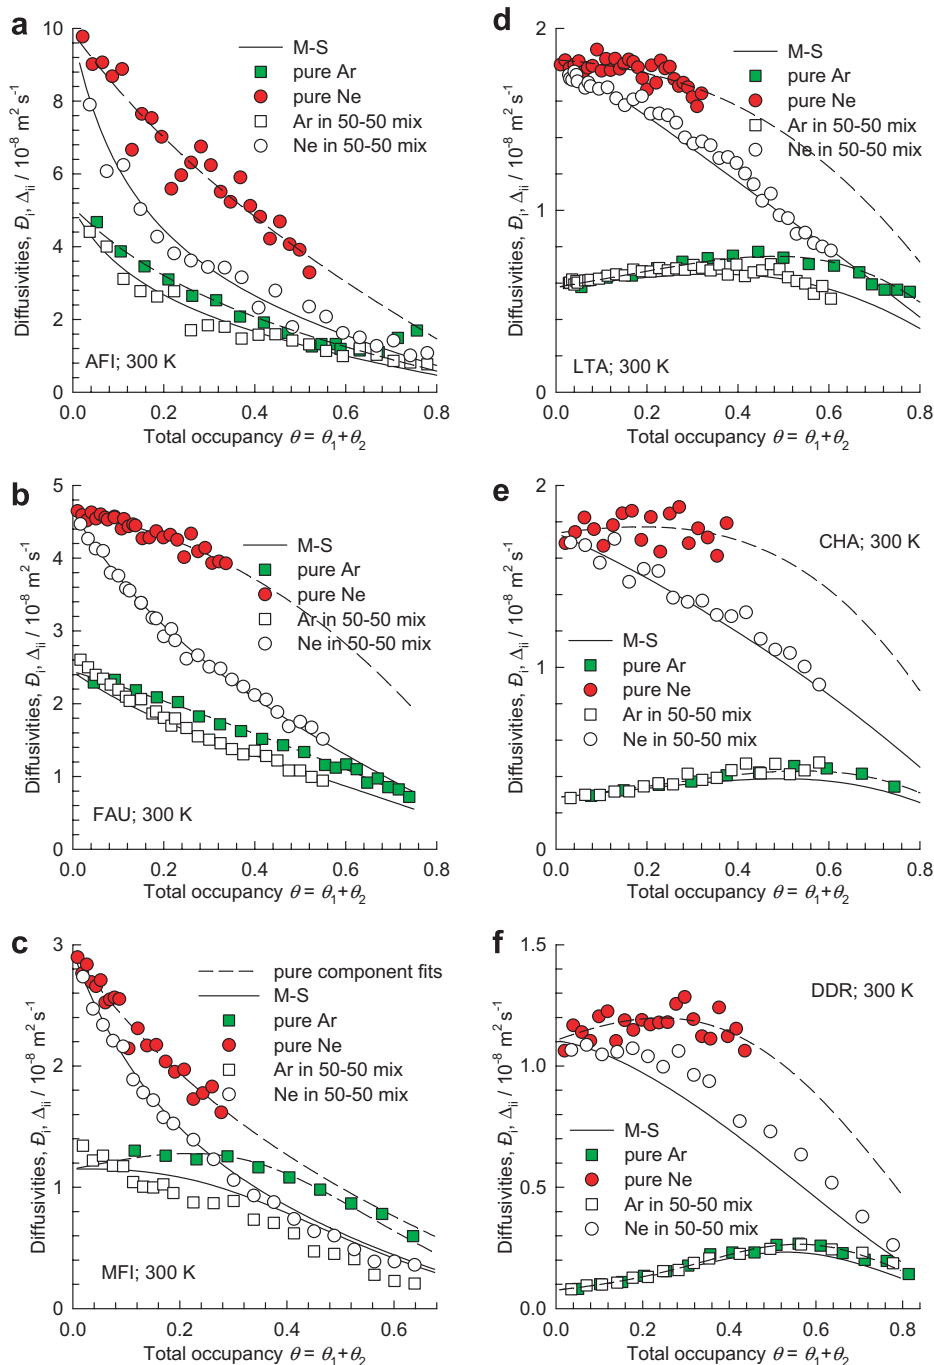 a
10
8
6
4
2
0
Diffusivities, Đi, Δii / 10-8 m2 s-1
M-S
pure Ar
pure Ne
Ar in 50-50 mix
Ne in 50-50 mix
AFI; 300 K
0.0 0.2 0.4 0.6 0.8
Total occupancy θ = θ1+θ2
b
5
4
3
2
1
0
Diffusivities, Đi, Δii / 10-8 m2 s-1
M-S
pure Ar
pure Ne
Ar in 50-50 mix
Ne in 50-50 mix
FAU; 300 K
0.0 0.2 0.4 0.6 0.8
Total occupancy θ = θ1+θ2
c
3
2
1
0
Diffusivities, Đi, Δii / 10-8 m2 s-1
pure component fits
M-S
pure Ar
pure Ne
Ar in 50-50 mix
Ne in 50-50 mix
MFI; 300 K
0.0 0.2 0.4 0.6
Total occupancy θ = θ1+θ2
d
2
1
0
Diffusivities, Đi, Δii / 10-8 m2 s-1
M-S
pure Ar
pure Ne
Ar in 50-50 mix
Ne in 50-50 mix
LTA; 300 K
0.0 0.2 0.4 0.6 0.8
Total occupancy θ = θ1+θ2
e
2
1
0
Diffusivities, Đi, Δii / 10-8 m2 s-1
CHA; 300 K
M-S
pure Ar
pure Ne
Ar in 50-50 mix
Ne in 50-50 mix
0.0 0.2 0.4 0.6 0.8
Total occupancy θ = θ1+θ2
f
1.5
1.0
0.5
0.0
Diffusivities, Đi, Δii / 10-8 m2 s-1
DDR; 300 K
M-S
pure Ar
pure Ne
Ar in 50-50 mix
Ne in 50-50 mix
0.0 0.2 0.4 0.6 0.8
Total occupancy θ = θ1+θ2